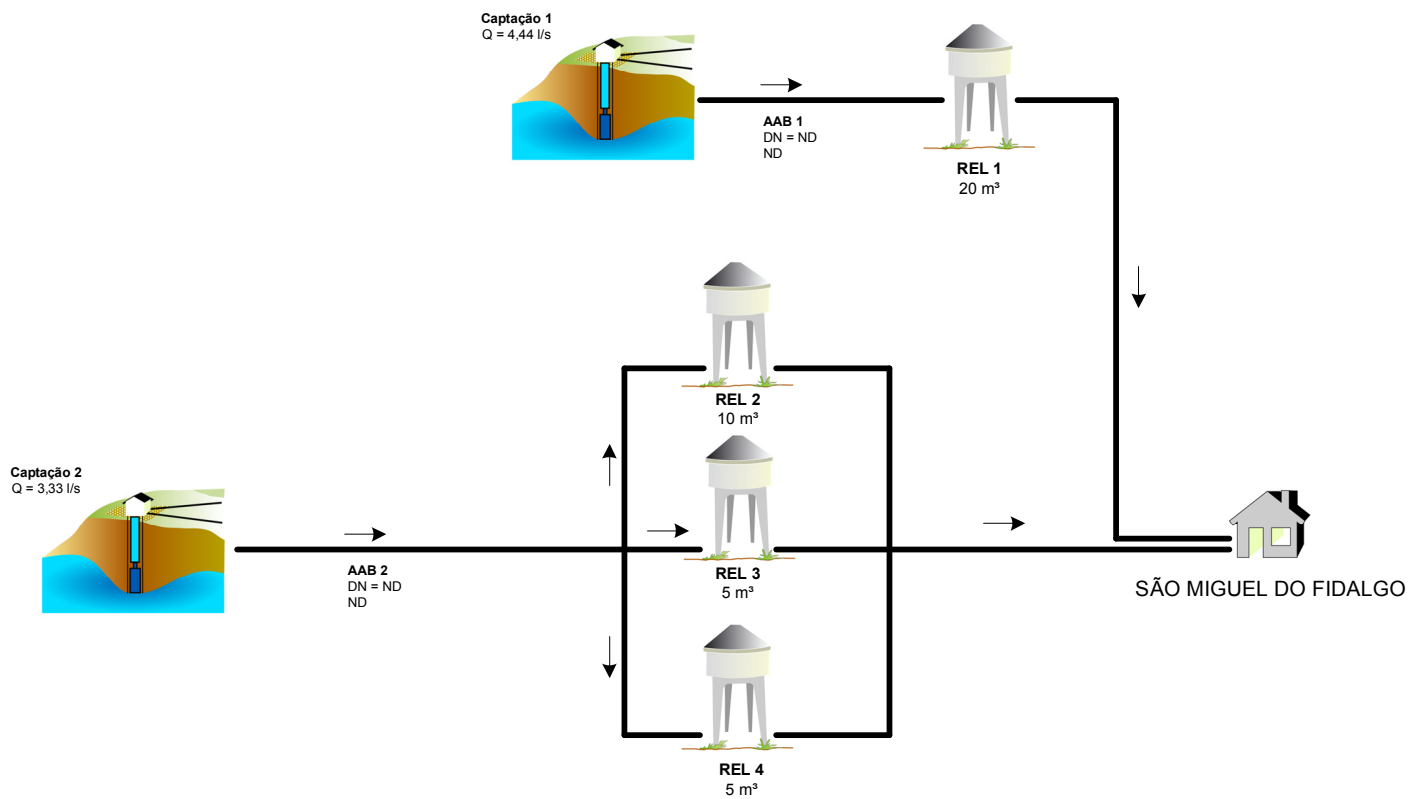 Captação 1
Q = 4,44 l/s
AAB 1
DN = ND
ND
REL 1
20 m³
REL 2
10 m³
Captação 2
Q = 3,33 l/s
AAB 2
DN = ND
ND
REL 3
5 m³
SÃO MIGUEL DO FIDALGO
REL 4
5 m³